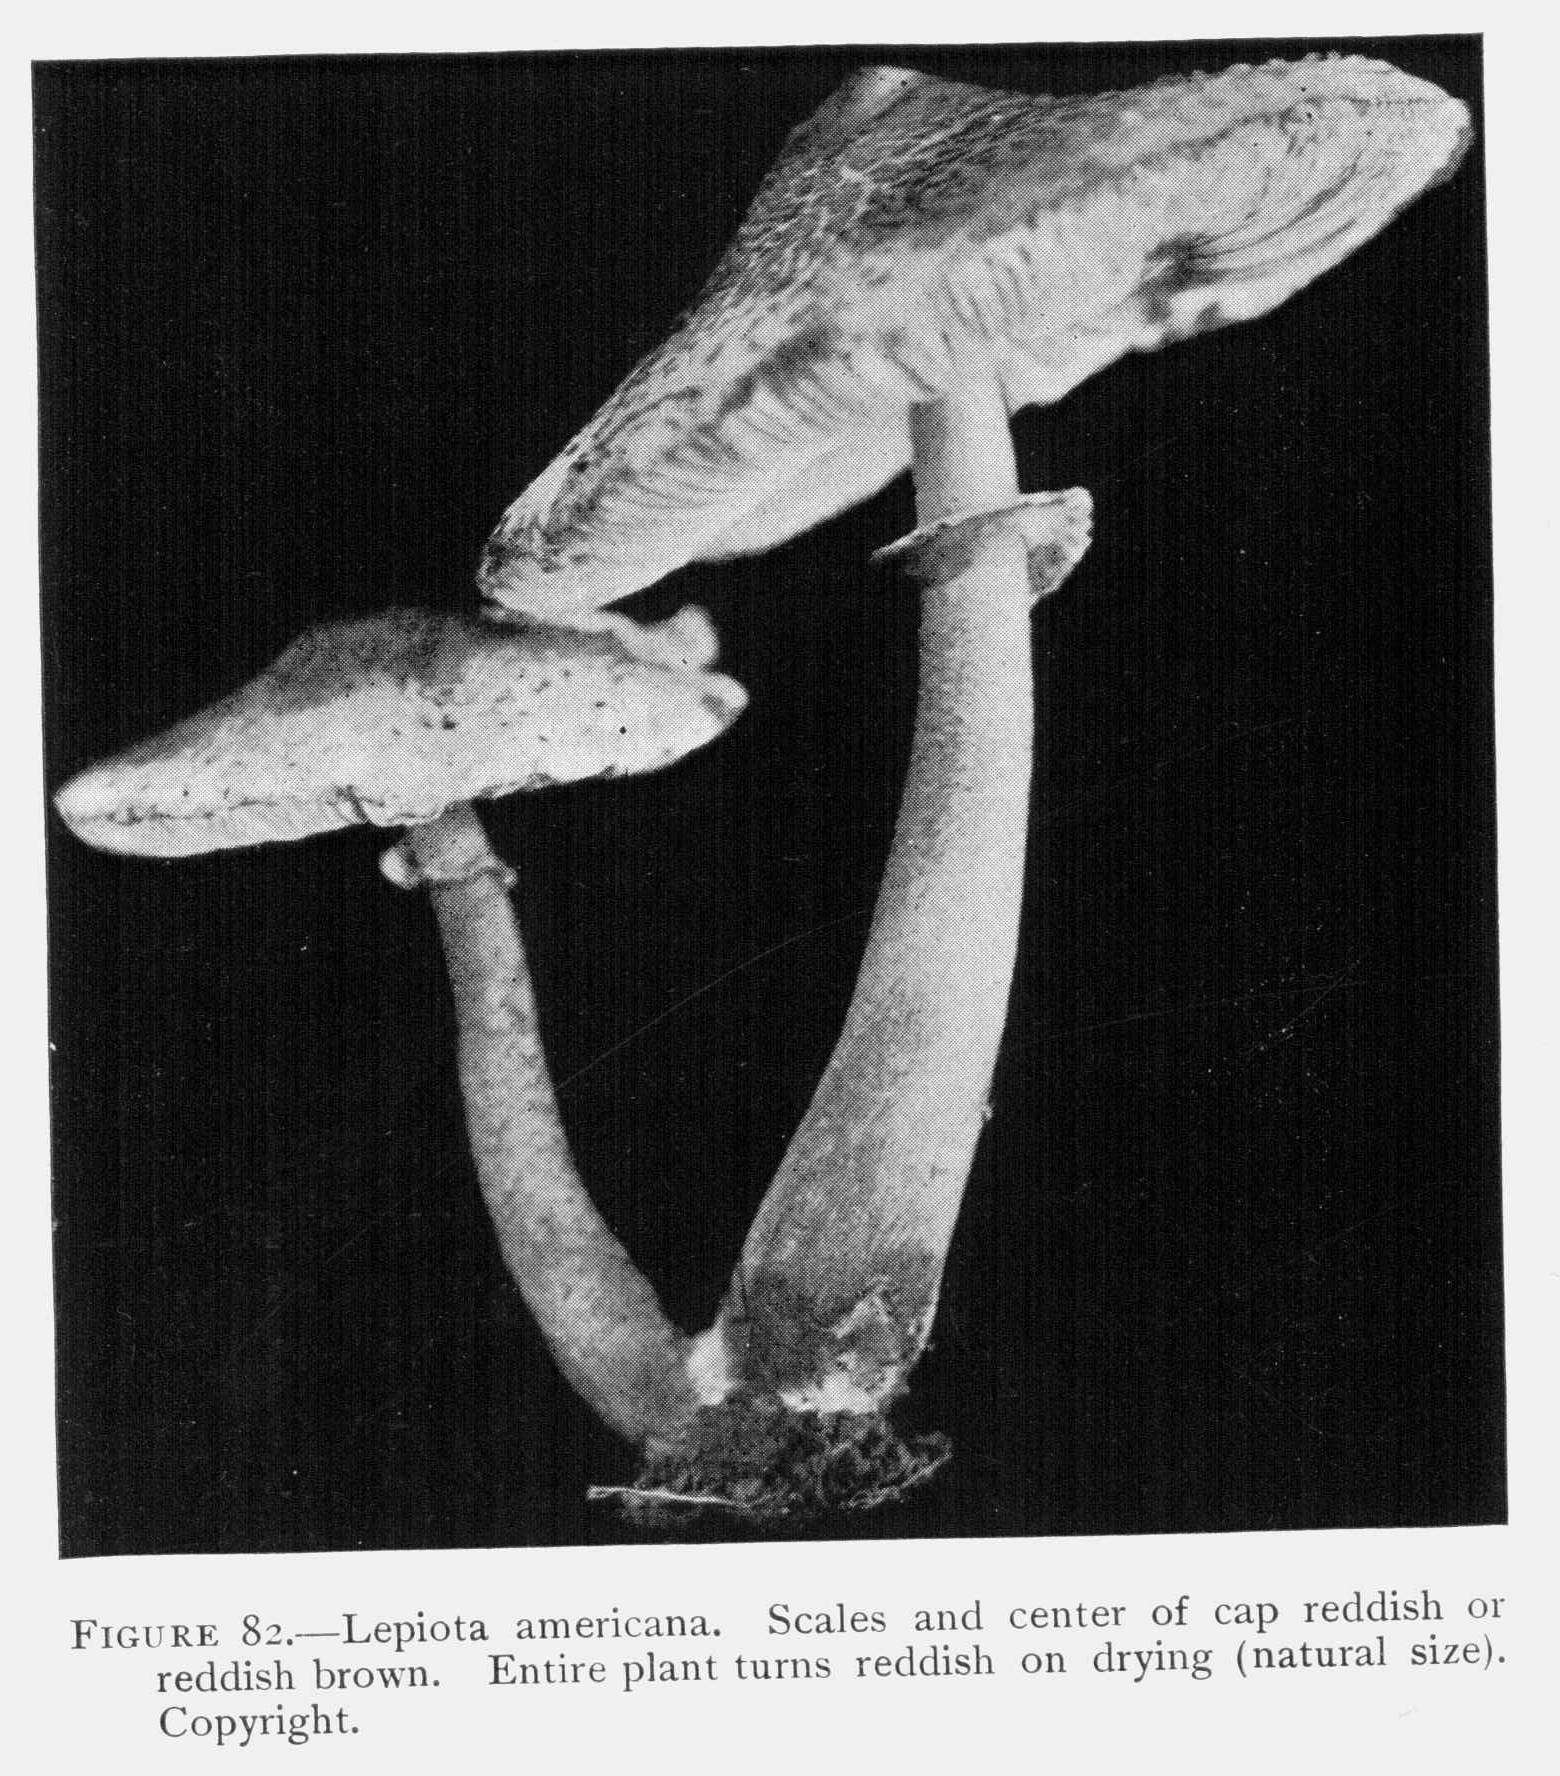 FIGURE 82.—Lepiota americana. Scales and center of cap reddish or
reddish brown. Entire plant turns reddish on drying (natural size).
Copyright.